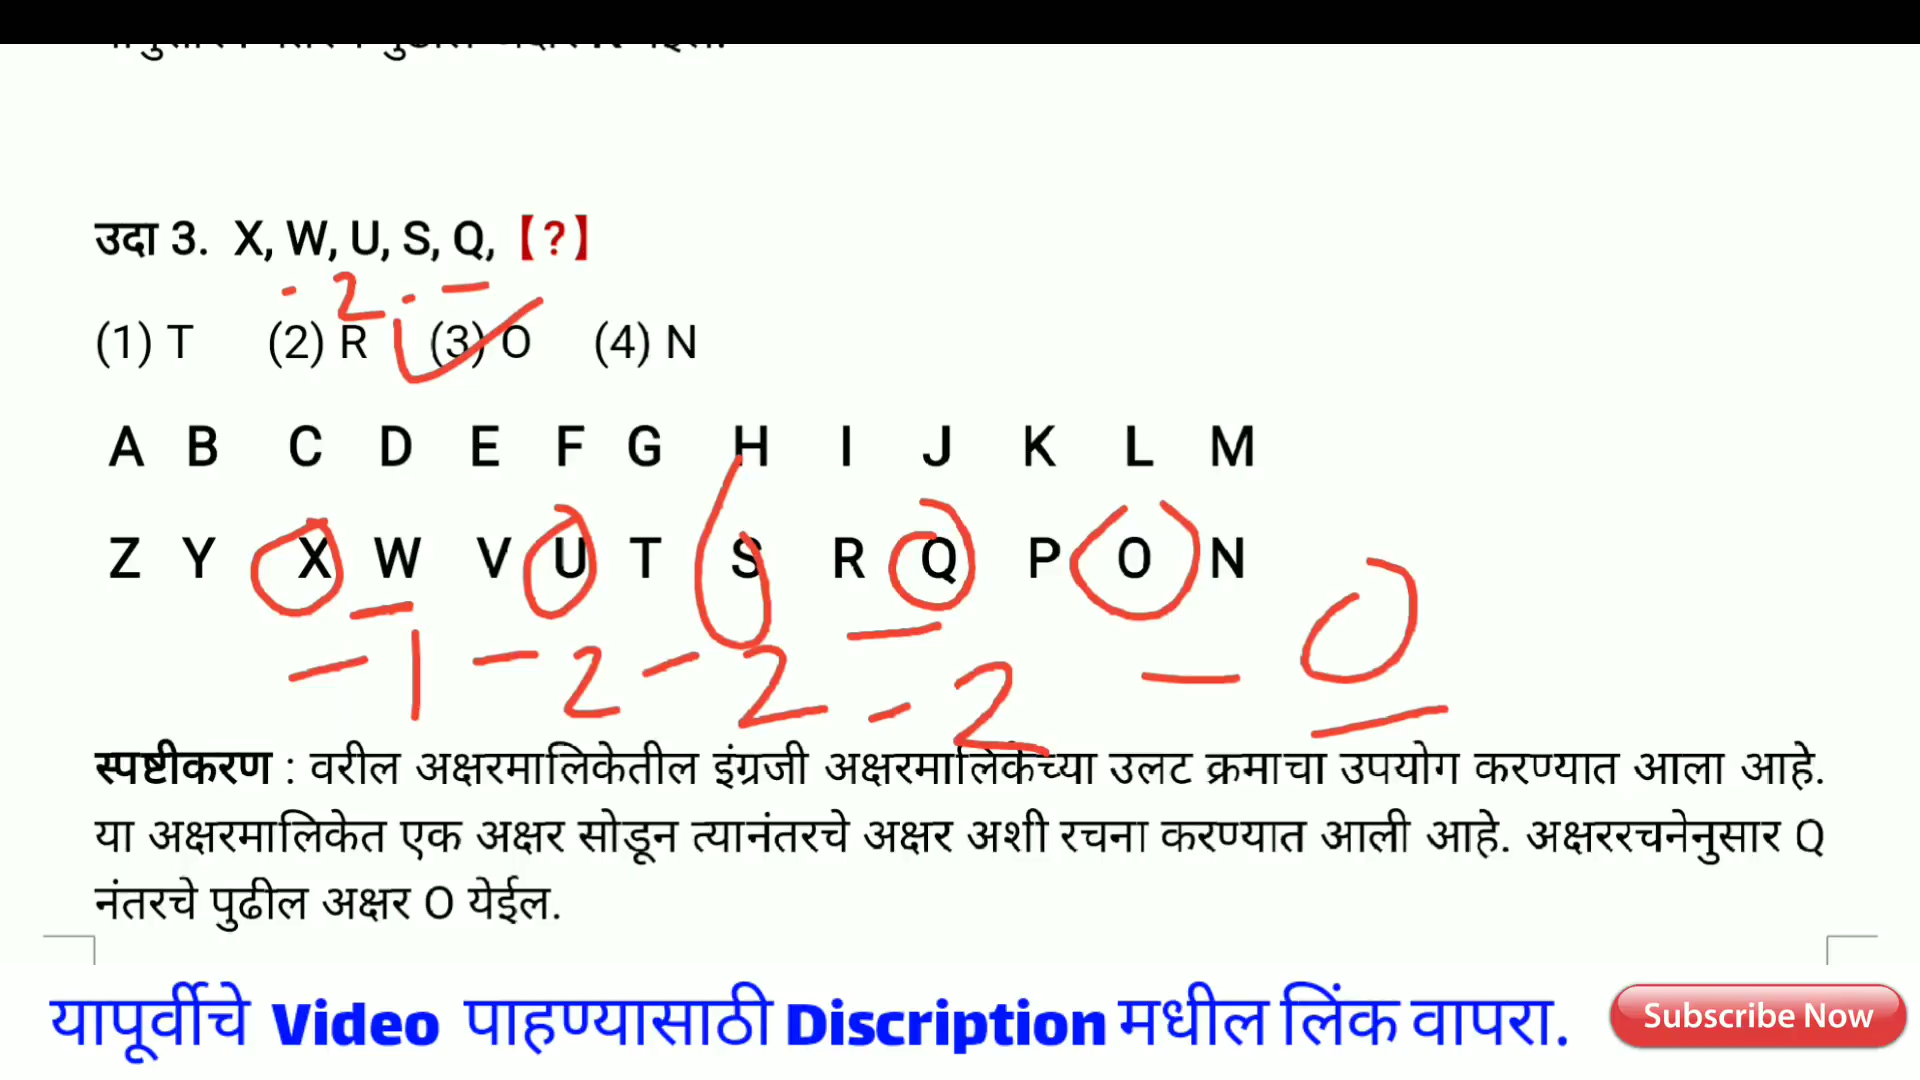 उदा 3. X, W, U, S, Q, 【?】
- 2 - -
(1) T (2) R (3) O (4) N
A B C D E F G H I J K L M
Z Y X W V U T S R Q P O N
-1 -2 -2 -2 - O
स्पष्टीकरण : वरील अक्षरमालिकेतील इंग्रजी अक्षरमालिकेच्या उलट क्रमाचा उपयोग करण्यात आला आहे.
या अक्षरमालिकेत एक अक्षर सोडून त्यानंतरचे अक्षर अशी रचना करण्यात आली आहे. अक्षररचनेनुसार Q
नंतरचे पुढील अक्षर O येईल.
यापूर्वीचे Video पाहण्यासाठी Discription मधील लिंक वापरा.
Subscribe Now